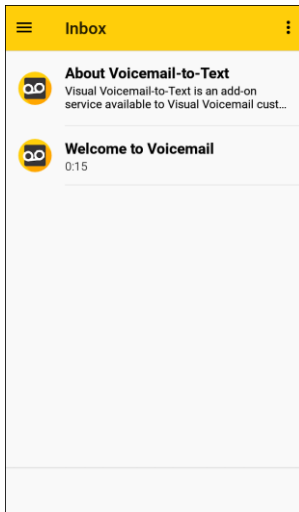 Inbox
About Voicemail-to-Text
Visual Voicemail-to-Text is an add-on
service available to Visual Voicemail cust...
Welcome to Voicemail
0:15